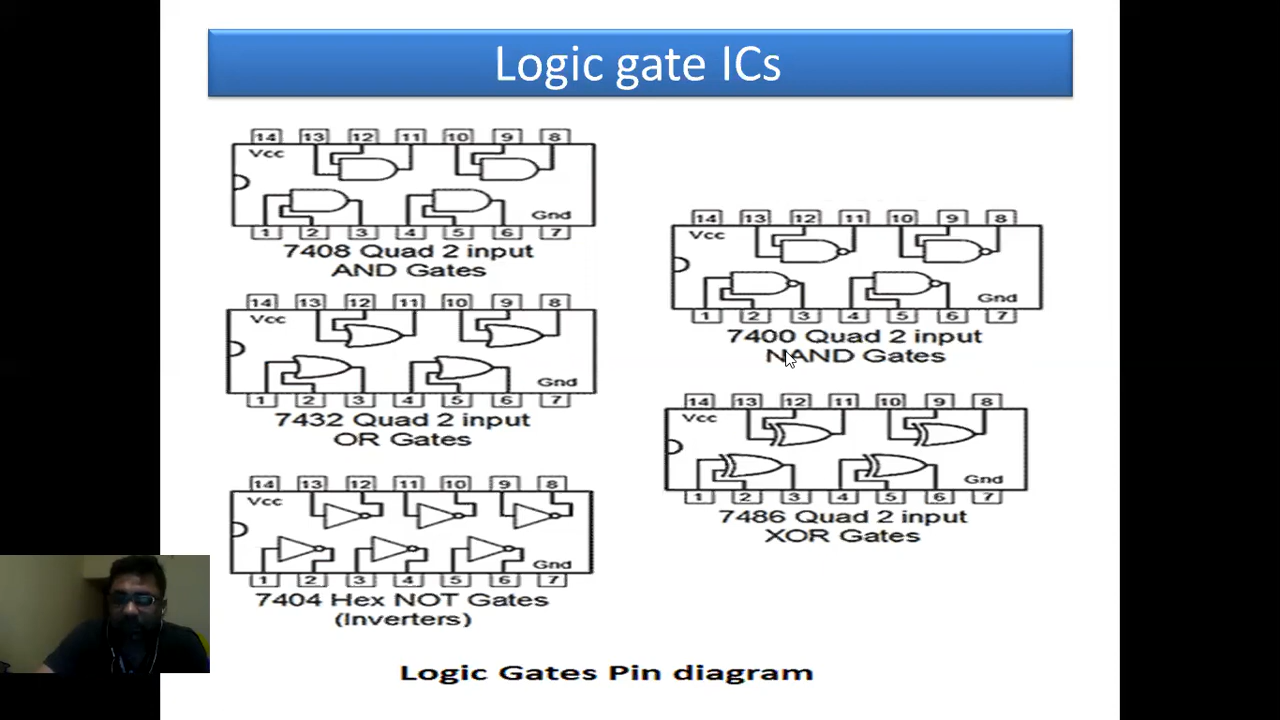 Logic gate ICs
14 13 12 11 10 9 8
Vcc
Gnd
1 2 3 4 5 6 7
7408 Quad 2 input
AND Gates
14 13 12 11 10 9 8
Vcc
Gnd
1 2 3 4 5 6 7
7432 Quad 2 input
OR Gates
14 13 12 11 10 9 8
Vcc
Gnd
1 2 3 4 5 6 7
7404 Hex NOT Gates
(Inverters)
14 13 12 11 10 9 8
Vcc
Gnd
1 2 3 4 5 6 7
7400 Quad 2 input
NAND Gates
14 13 12 11 10 9 8
Vcc
Gnd
1 2 3 4 5 6 7
7486 Quad 2 input
XOR Gates
Logic Gates Pin diagram